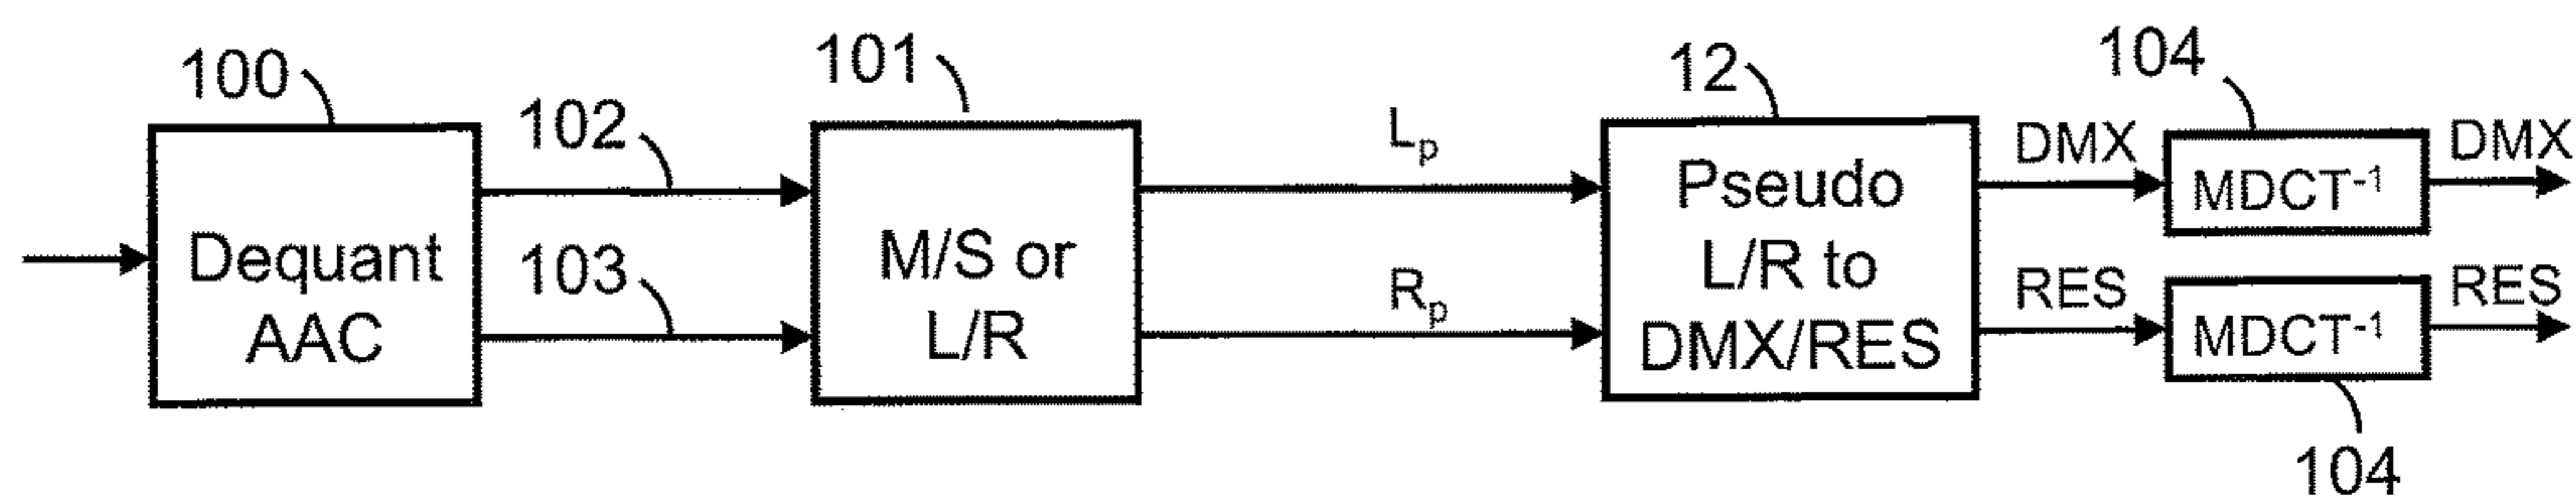 100
102
103
Dequant
AAC
101
M/S or
L/R
Lₚ
Rₚ
12
Pseudo
L/R to
DMX/RES
DMX
RES
104
MDCT⁻¹
MDCT⁻¹
104
DMX
RES